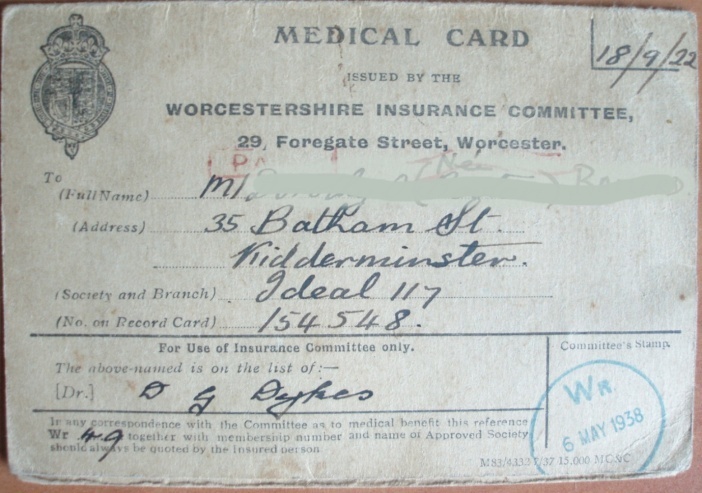 MEDICAL CARD
18/9/22
ISSUED BY THE
WORCESTERSHIRE INSURANCE COMMITTEE,
29, Foregate Street, Worcester.
To
(Full Name)
(Address) 35 Batham St.
Kidderminster.
(Society and Branch) Ideal 117
(No. on Record Card) 154548.
For Use of Insurance Committee only.
Committee's Stamp.
The above-named is on the list of:—
[Dr.] D G Dykes
Wr.
6 MAY 1938
In any correspondence with the Committee as to medical benefit this reference
Wr 49 together with membership number and name of Approved Society
should always be quoted by the insured person.
15,000 MC&C